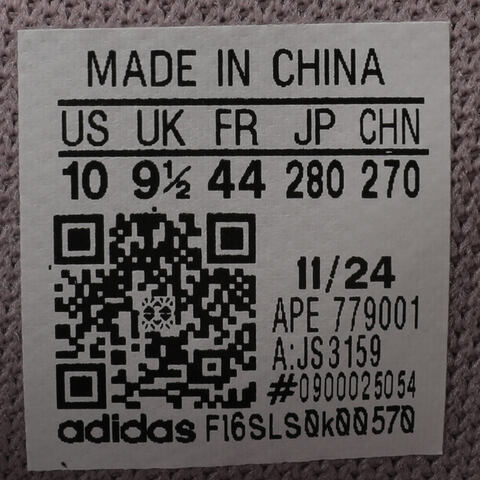 MADE IN CHINA
US UK FR JP CHN
10 9½ 44 280 270
11/24
APE 779001
A:JS3159
#0900025054
adidas F16SLS0k00570